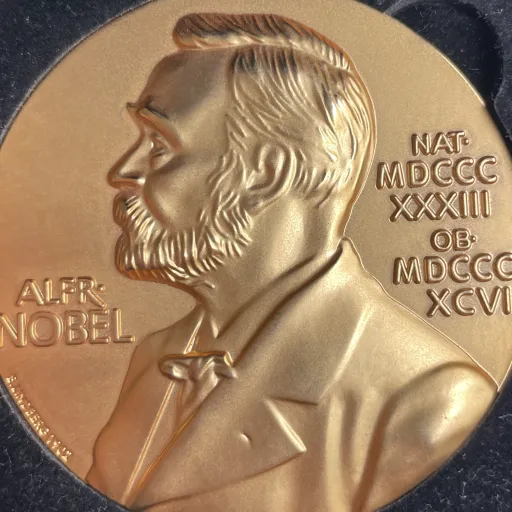 ALFR·
NOBEL
NAT·
MDCCC
XXXIII
OB·
MDCCC
XCVI